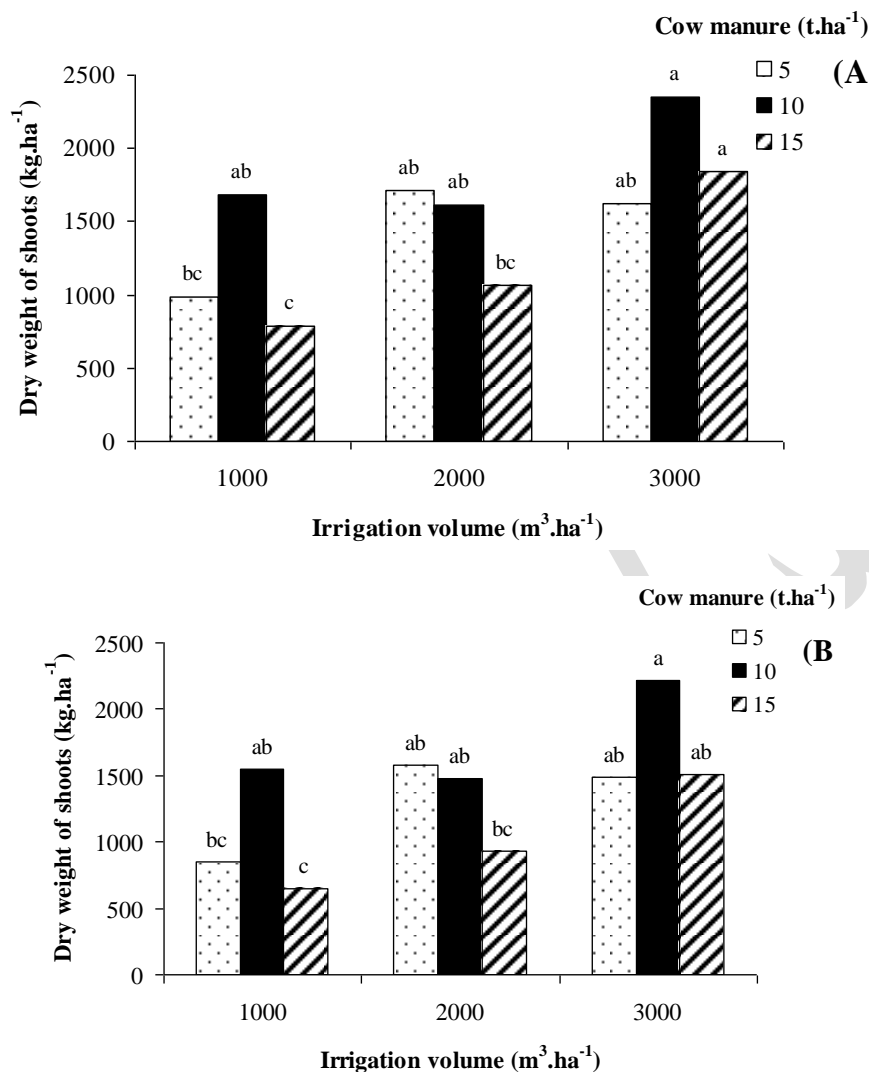 Cow manure (t.ha⁻¹)
5
10
15
(A
2500
2000
1500
1000
500
0
Dry weight of shoots (kg.ha⁻¹)
bc
ab
c
ab
ab
bc
ab
a
a
1000
2000
3000
Irrigation volume (m³.ha⁻¹)
Cow manure (t.ha⁻¹)
5
10
15
(B
2500
2000
1500
1000
500
0
Dry weight of shoots (kg.ha⁻¹)
bc
ab
c
ab
ab
bc
ab
a
ab
1000
2000
3000
Irrigation volume (m³.ha⁻¹)